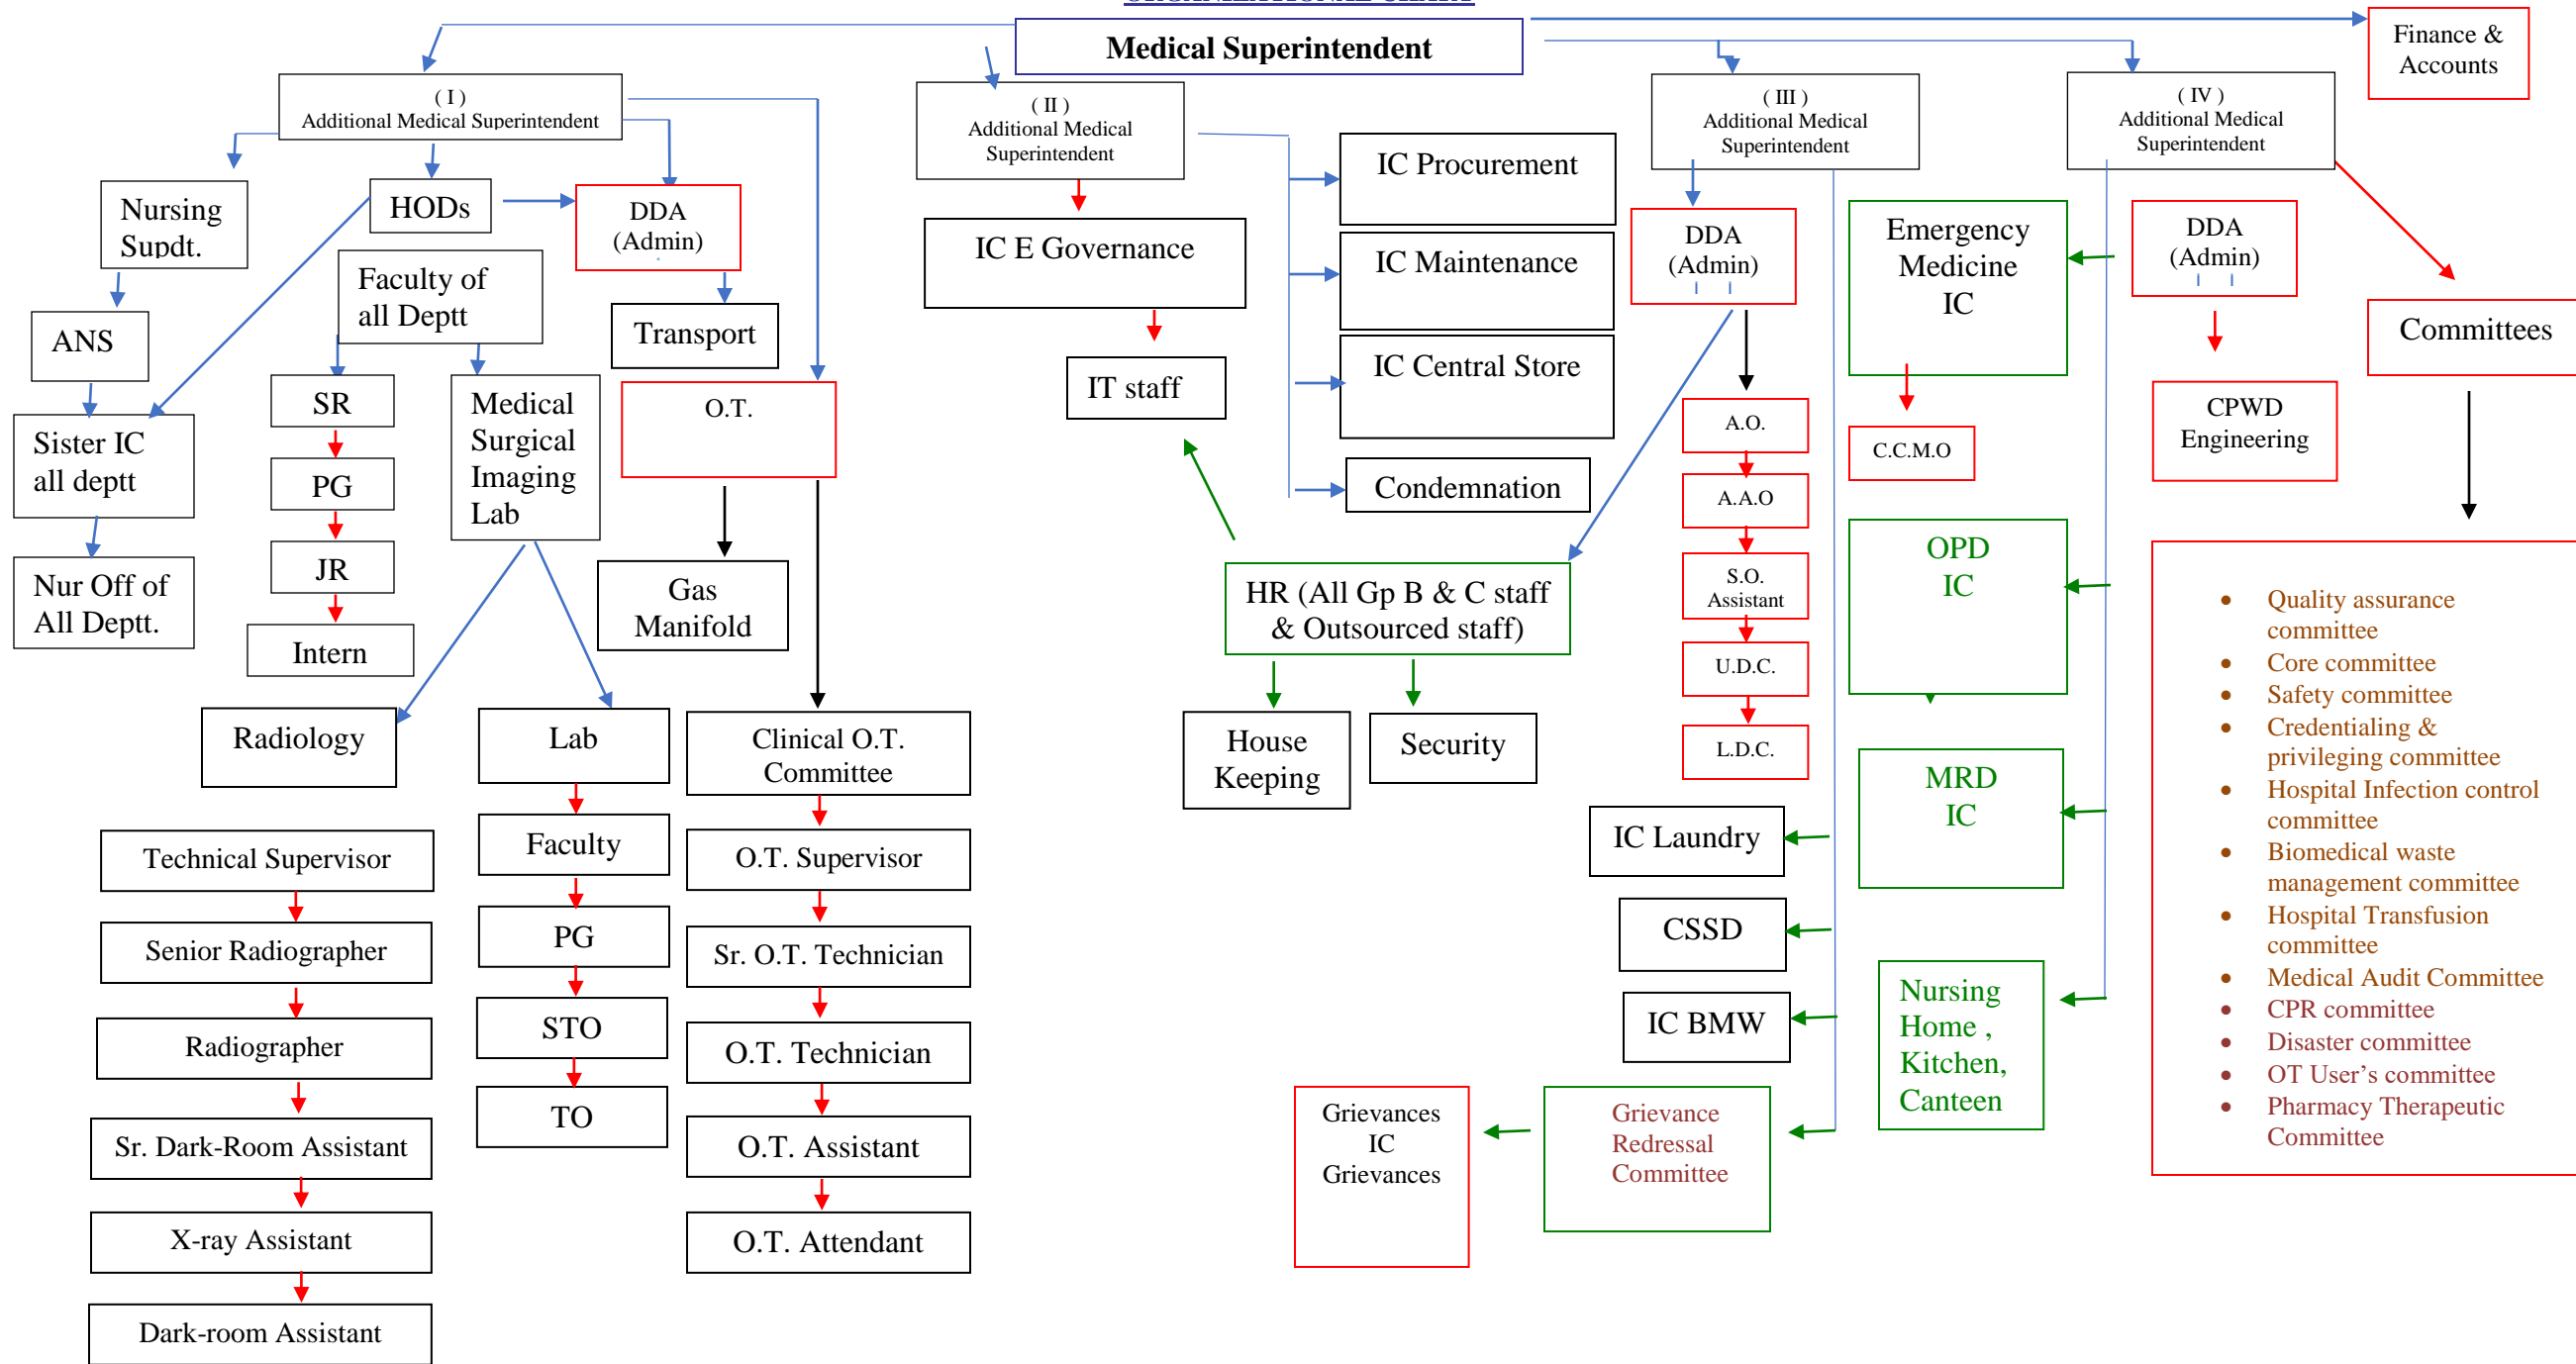 ORGANIZATIONAL CHART
Medical Superintendent
Finance &
Accounts
( I )
Additional Medical Superintendent
( II )
Additional Medical
Superintendent
( III )
Additional Medical
Superintendent
( IV )
Additional Medical
Superintendent
Nursing
Supdt.
HODs
DDA
(Admin)
Faculty of
all Deptt
Transport
ANS
SR
Medical
Surgical
Imaging
Lab
O.T.
Sister IC
all deptt
PG
JR
Nur Off of
All Deptt.
Intern
Gas
Manifold
Radiology
Lab
Clinical O.T.
Committee
Technical Supervisor
Faculty
O.T. Supervisor
Senior Radiographer
PG
Sr. O.T. Technician
Radiographer
STO
O.T. Technician
Sr. Dark-Room Assistant
TO
O.T. Assistant
X-ray Assistant
O.T. Attendant
Dark-room Assistant
IC E Governance
IT staff
IC Procurement
IC Maintenance
IC Central Store
Condemnation
HR (All Gp B & C staff
& Outsourced staff)
House
Keeping
Security
DDA
(Admin)
A.O.
A.A.O
S.O.
Assistant
U.D.C.
L.D.C.
IC Laundry
CSSD
IC BMW
Grievance
Redressal
Committee
Grievances
IC
Grievances
Emergency
Medicine
IC
C.C.M.O
OPD
IC
MRD
IC
Nursing
Home ,
Kitchen,
Canteen
DDA
(Admin)
CPWD
Engineering
Committees
• Quality assurance
committee
• Core committee
• Safety committee
• Credentialing &
privileging committee
• Hospital Infection control
committee
• Biomedical waste
management committee
• Hospital Transfusion
committee
• Medical Audit Committee
• CPR committee
• Disaster committee
• OT User’s committee
• Pharmacy Therapeutic
Committee